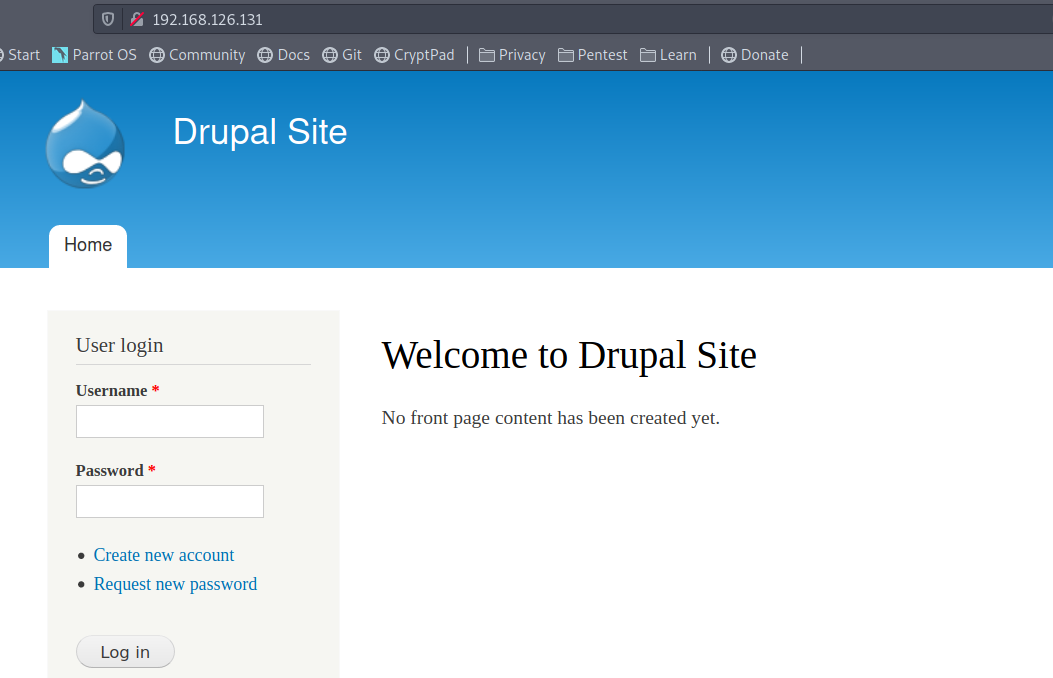 192.168.126.131
Start Parrot OS Community Docs Git CryptPad Privacy Pentest Learn Donate
Drupal Site
Home
User login
Username *
Password *
Create new account
Request new password
Log in
Welcome to Drupal Site
No front page content has been created yet.